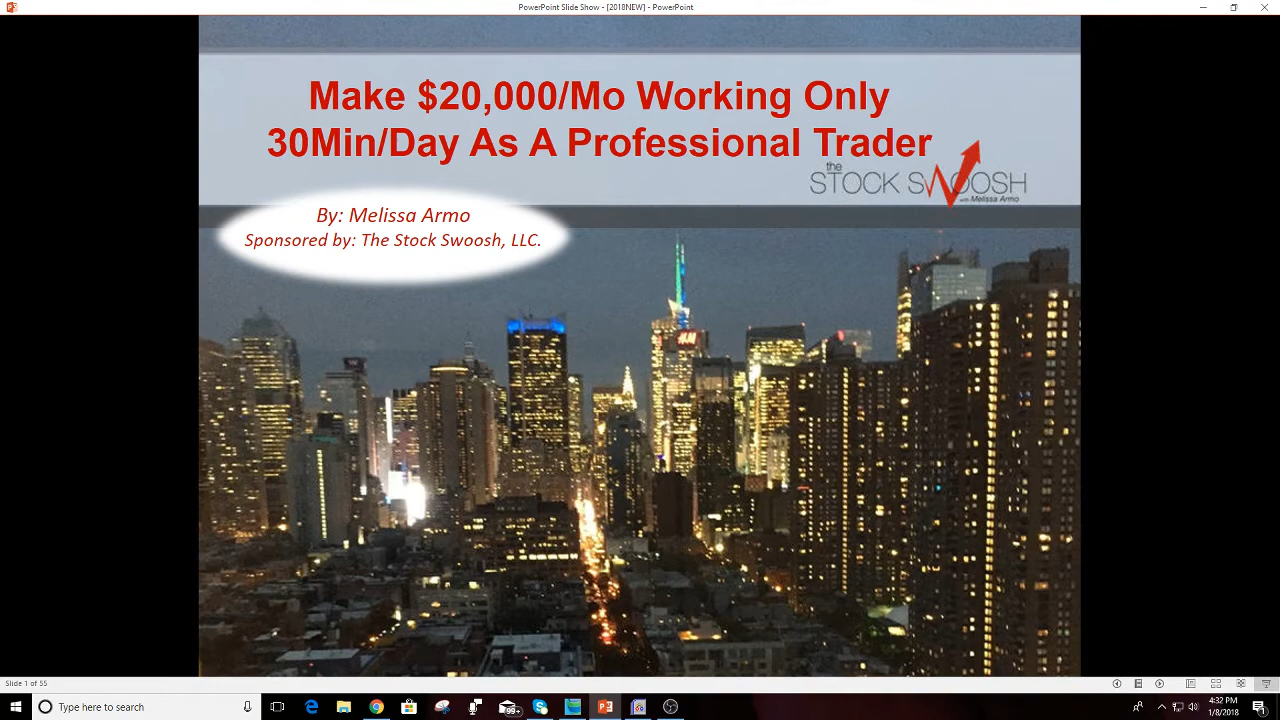 PowerPoint Slide Show - [2018NEW] - PowerPoint
Make $20,000/Mo Working Only
30Min/Day As A Professional Trader
the
STOCK SWOOSH
with Melissa Armo
By: Melissa Armo
Sponsored by: The Stock Swoosh, LLC.
H&M
Slide 1 of 55
Type here to search
99+
4:32 PM
1/8/2018